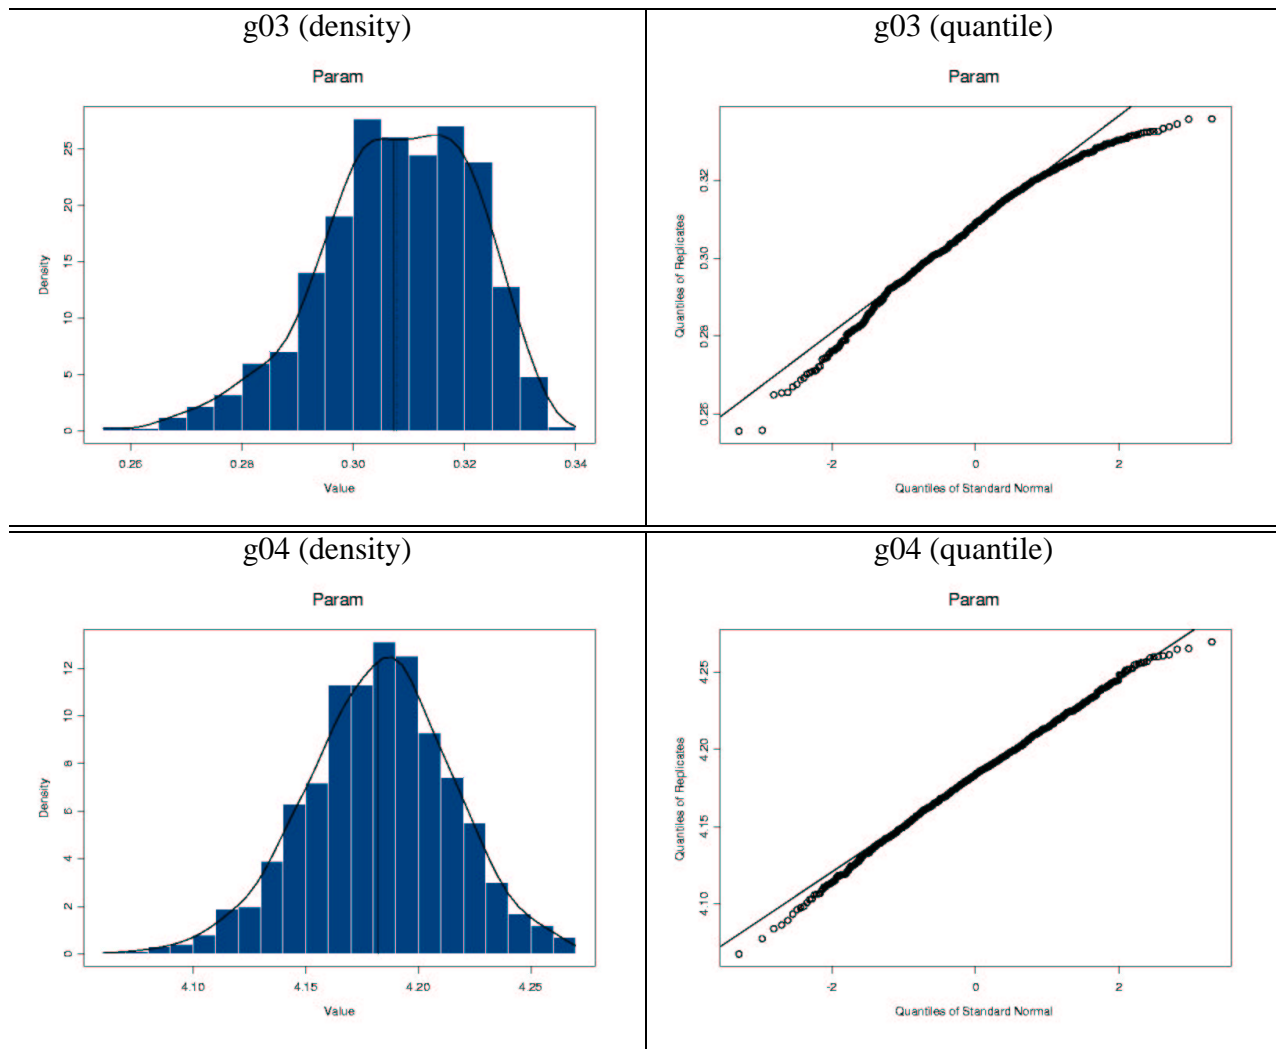 g03 (density)
Param
Density
0
5
10
15
20
25
0.26
0.28
0.30
0.32
0.34
Value
g03 (quantile)
Param
Quantiles of Replicates
0.26
0.28
0.30
0.32
-2
0
2
Quantiles of Standard Normal
g04 (density)
Param
Density
0
2
4
6
8
10
12
4.10
4.15
4.20
4.25
Value
g04 (quantile)
Param
Quantiles of Replicates
4.10
4.15
4.20
4.25
-2
0
2
Quantiles of Standard Normal